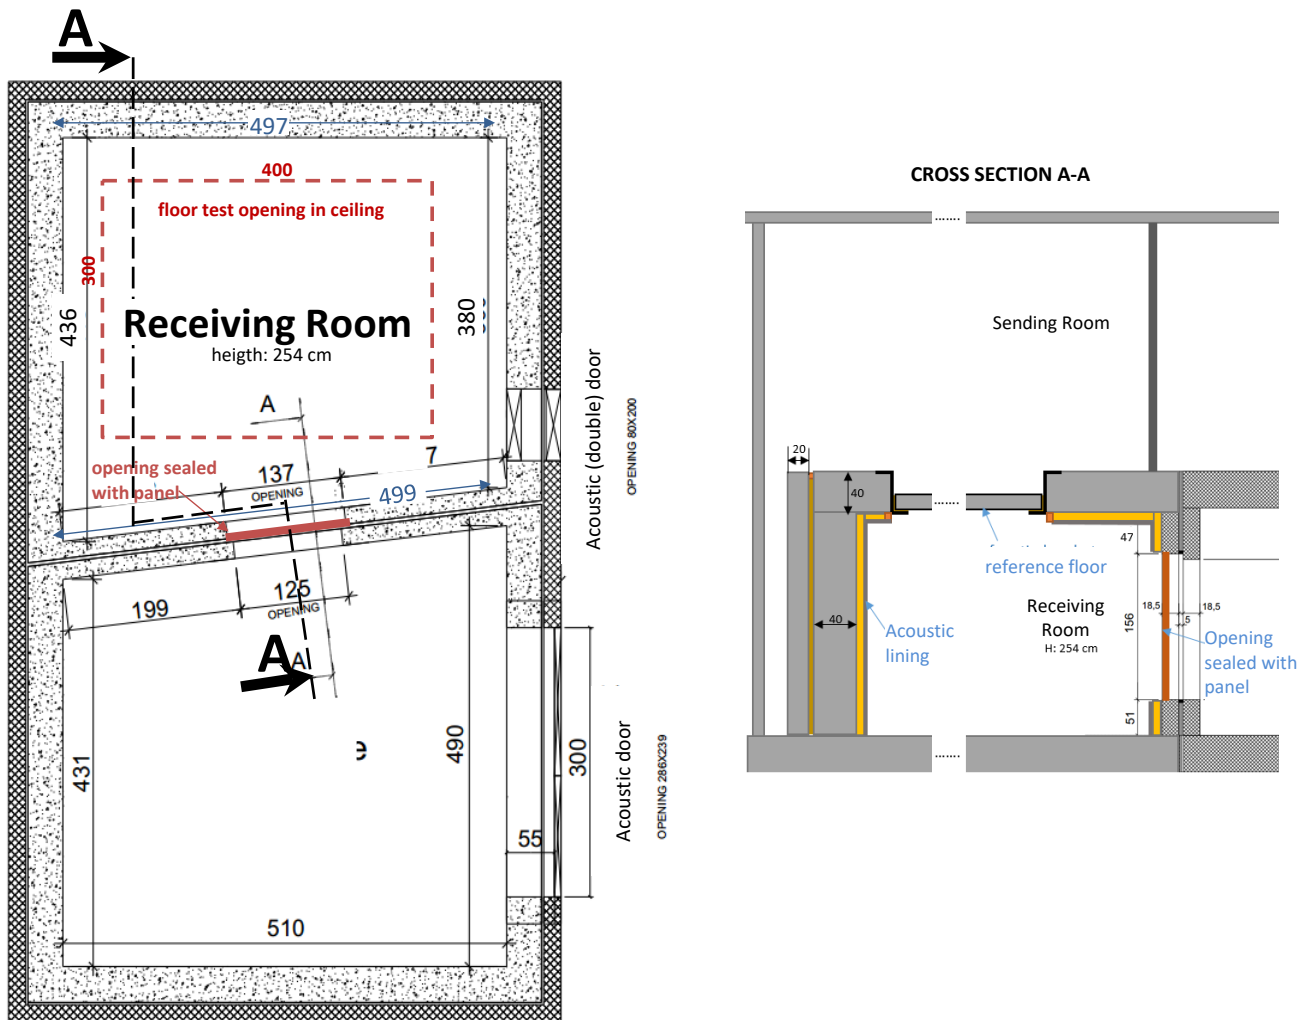 A
497
400
floor test opening in ceiling
300
436
380
Receiving Room
heigth: 254 cm
A
opening sealed
with panel
137
OPENING
7
499
125
OPENING
199
A
A
431
490
300
55
510
Acoustic (double) door
OPENING 80X200
Acoustic door
OPENING 286X239
CROSS SECTION A-A
.......
Sending Room
20
40
.......
47
reference floor
Receiving
Room
H: 254 cm
40
Acoustic
lining
156
18,5
18,5
5
Opening
sealed with
panel
51
.......